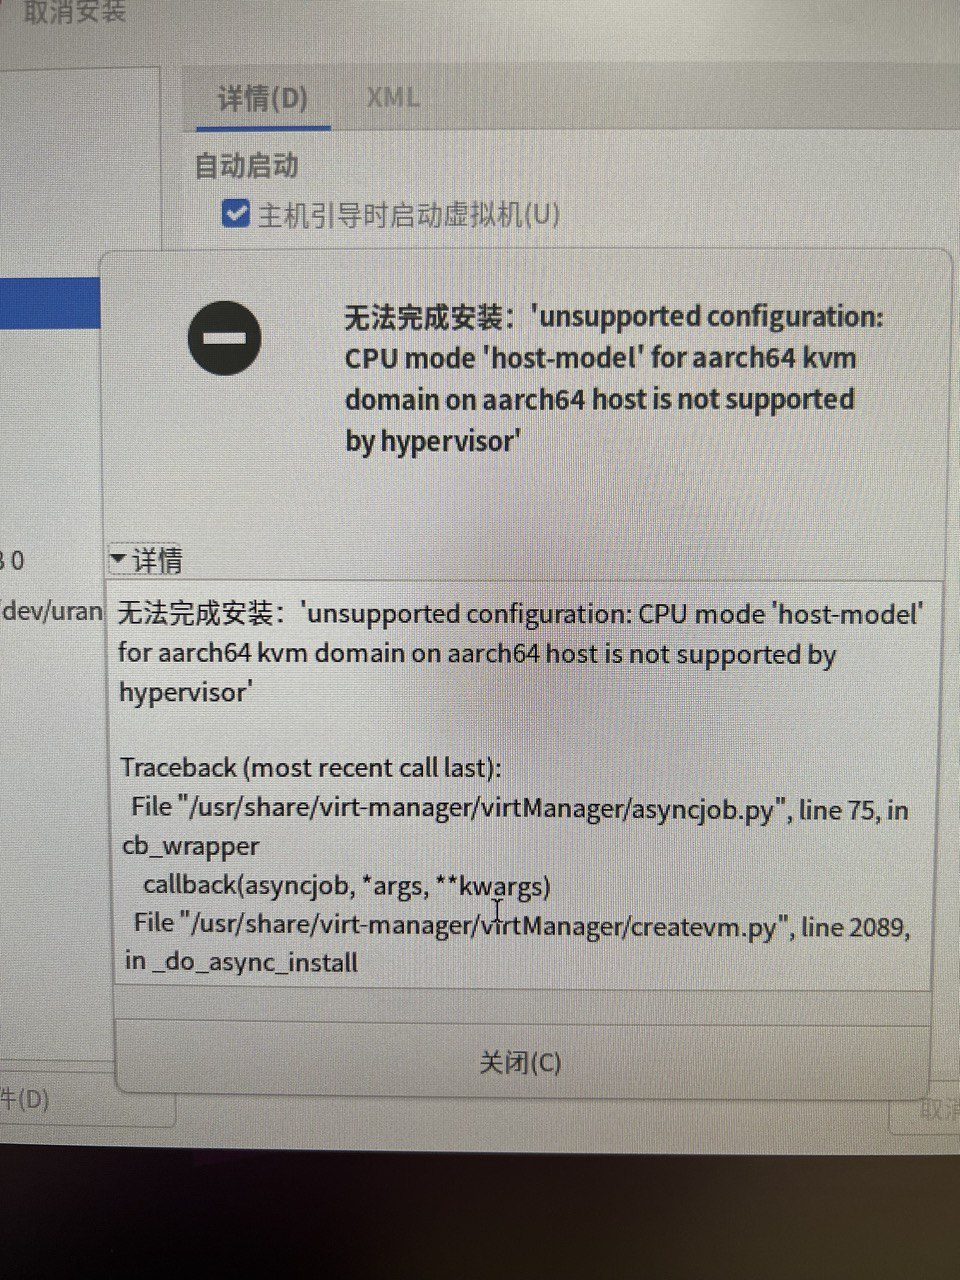 取消安装
详情(D)
XML
自动启动
主机引导时启动虚拟机(U)
无法完成安装：'unsupported configuration:
CPU mode 'host-model' for aarch64 kvm
domain on aarch64 host is not supported
by hypervisor'
0
详情
/dev/uran
无法完成安装：'unsupported configuration: CPU mode 'host-model'
for aarch64 kvm domain on aarch64 host is not supported by
hypervisor'
Traceback (most recent call last):
File "/usr/share/virt-manager/virtManager/asyncjob.py", line 75, in
cb_wrapper
callback(asyncjob, *args, **kwargs)
File "/usr/share/virt-manager/virtManager/createvm.py", line 2089,
in _do_async_install
关闭(C)
件(D)
取消